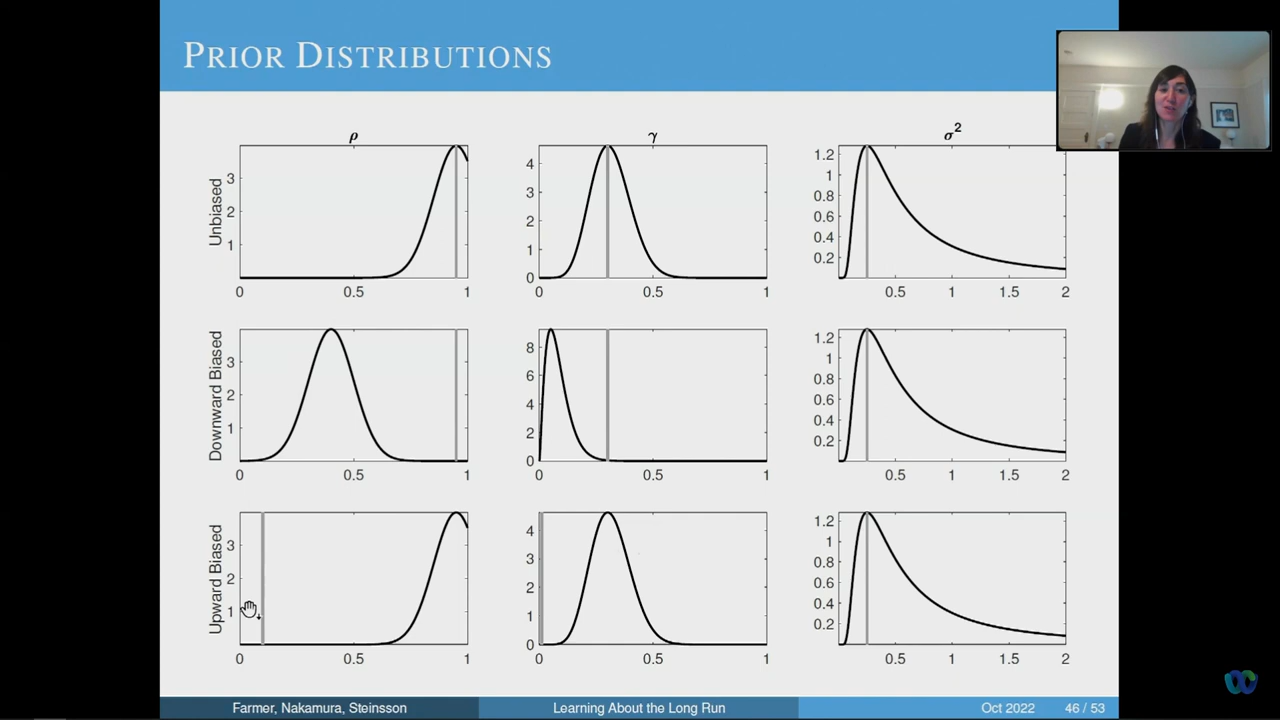 PRIOR DISTRIBUTIONS
ρ γ σ²
Unbiased
3 2 1
0 0.5 1
4 3 2 1 0
0 0.5 1
1.2 1 0.8 0.6 0.4 0.2
0.5 1 1.5 2
Downward Biased
3 2 1
0 0.5 1
8 6 4 2 0
0 0.5 1
1.2 1 0.8 0.6 0.4 0.2
0.5 1 1.5 2
Upward Biased
3 2 1
0 0.5 1
4 3 2 1 0
0 0.5 1
1.2 1 0.8 0.6 0.4 0.2
0.5 1 1.5 2
Farmer, Nakamura, Steinsson Learning About the Long Run Oct 2022 46 / 53